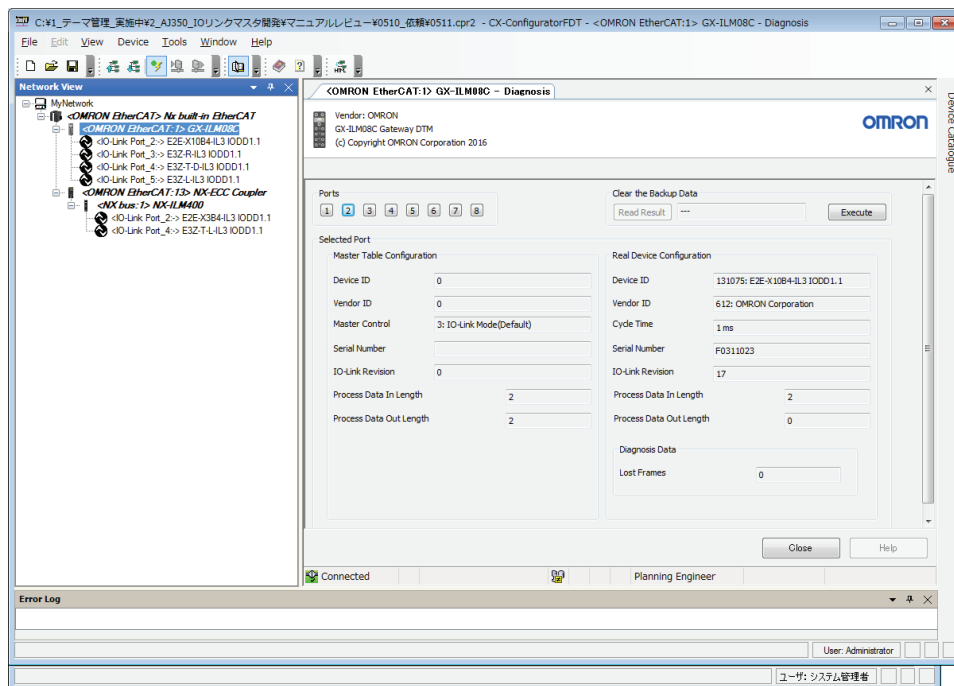 C:¥1_テーマ管理_実施中¥2_AJ350_IOリンクマスタ開発¥マニュアルレビュー¥0510_依頼¥0511.cpr2 - CX-ConfiguratorFDT - <OMRON EtherCAT:1> GX-ILM08C - Diagnosis
File Edit View Device Tools Window Help
Network View
MyNetwork
<OMRON EtherCAT> Nx built-in EtherCAT
<OMRON EtherCAT:1> GX-ILM08C
<IO-Link Port_2:-> E2E-X10B4-IL3 IODD1.1
<IO-Link Port_3:-> E3Z-R-IL3 IODD1.1
<IO-Link Port_4:-> E3Z-T-D-IL3 IODD1.1
<IO-Link Port_5:-> E3Z-L-IL3 IODD1.1
<OMRON EtherCAT:13> NX-ECC Coupler
<NX bus:1> NX-ILM400
<IO-Link Port_2:-> E2E-X3B4-IL3 IODD1.1
<IO-Link Port_4:-> E3Z-T-L-IL3 IODD1.1
<OMRON EtherCAT:1> GX-ILM08C - Diagnosis
Vendor: OMRON
GX-ILM08C Gateway DTM
(c) Copyright OMRON Corporation 2016
OMRON
Device Catalogue
Ports
1 2 3 4 5 6 7 8
Clear the Backup Data
Read Result --- Execute
Selected Port
Master Table Configuration
Device ID 0
Vendor ID 0
Master Control 3: IO-Link Mode(Default)
Serial Number
IO-Link Revision 0
Process Data In Length 2
Process Data Out Length 2
Real Device Configuration
Device ID 131075: E2E-X10B4-IL3 IODD1.1
Vendor ID 612: OMRON Corporation
Cycle Time 1 ms
Serial Number F0311023
IO-Link Revision 17
Process Data In Length 2
Process Data Out Length 0
Diagnosis Data
Lost Frames 0
Close Help
Connected Planning Engineer
Error Log
User: Administrator
ユーザ: システム管理者